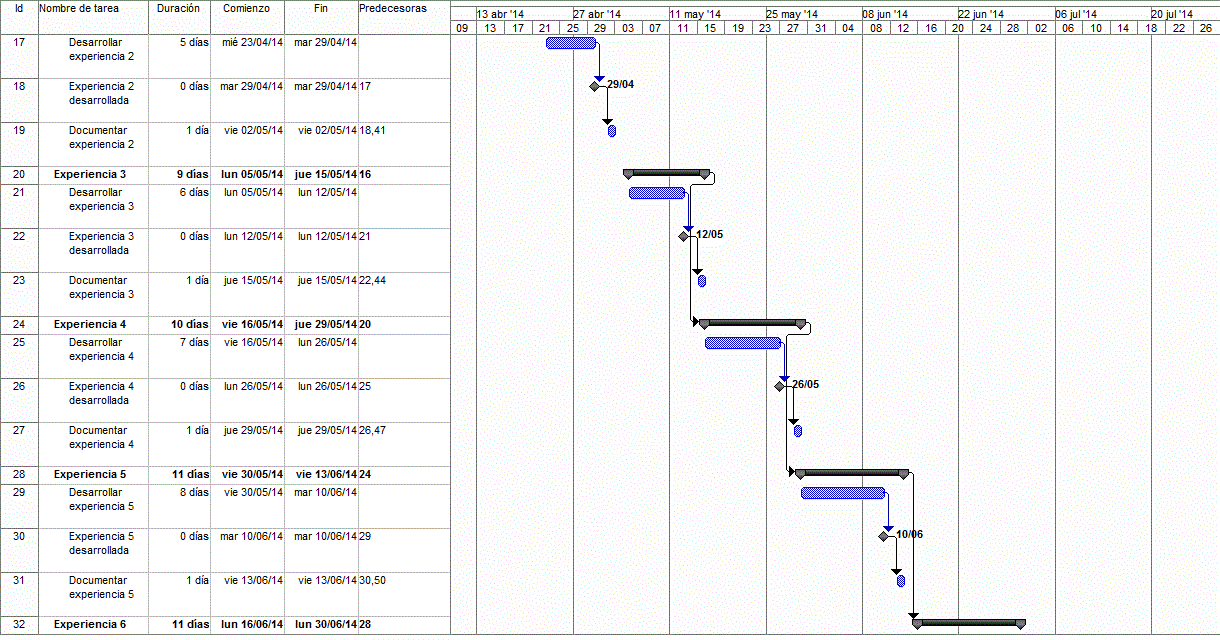 Id Nombre de tarea Duración Comienzo Fin Predecesoras
13 abr '14 27 abr '14 11 may '14 25 may '14 08 jun '14 22 jun '14 06 jul '14 20 jul '14
09 13 17 21 25 29 03 07 11 15 19 23 27 31 04 08 12 16 20 24 28 02 06 10 14 18 22 26
17 Desarrollar 5 días mié 23/04/14 mar 29/04/14
experiencia 2
18 Experiencia 2 0 días mar 29/04/14 mar 29/04/14 17 29/04
desarrollada
19 Documentar 1 día vie 02/05/14 vie 02/05/14 18,41
experiencia 2
20 Experiencia 3 9 días lun 05/05/14 jue 15/05/14 16
21 Desarrollar 6 días lun 05/05/14 lun 12/05/14
experiencia 3
22 Experiencia 3 0 días lun 12/05/14 lun 12/05/14 21 12/05
desarrollada
23 Documentar 1 día jue 15/05/14 jue 15/05/14 22,44
experiencia 3
24 Experiencia 4 10 días vie 16/05/14 jue 29/05/14 20
25 Desarrollar 7 días vie 16/05/14 lun 26/05/14
experiencia 4
26 Experiencia 4 0 días lun 26/05/14 lun 26/05/14 25 26/05
desarrollada
27 Documentar 1 día jue 29/05/14 jue 29/05/14 26,47
experiencia 4
28 Experiencia 5 11 días vie 30/05/14 vie 13/06/14 24
29 Desarrollar 8 días vie 30/05/14 mar 10/06/14
experiencia 5
30 Experiencia 5 0 días mar 10/06/14 mar 10/06/14 29 10/06
desarrollada
31 Documentar 1 día vie 13/06/14 vie 13/06/14 30,50
experiencia 5
32 Experiencia 6 11 días lun 16/06/14 lun 30/06/14 28